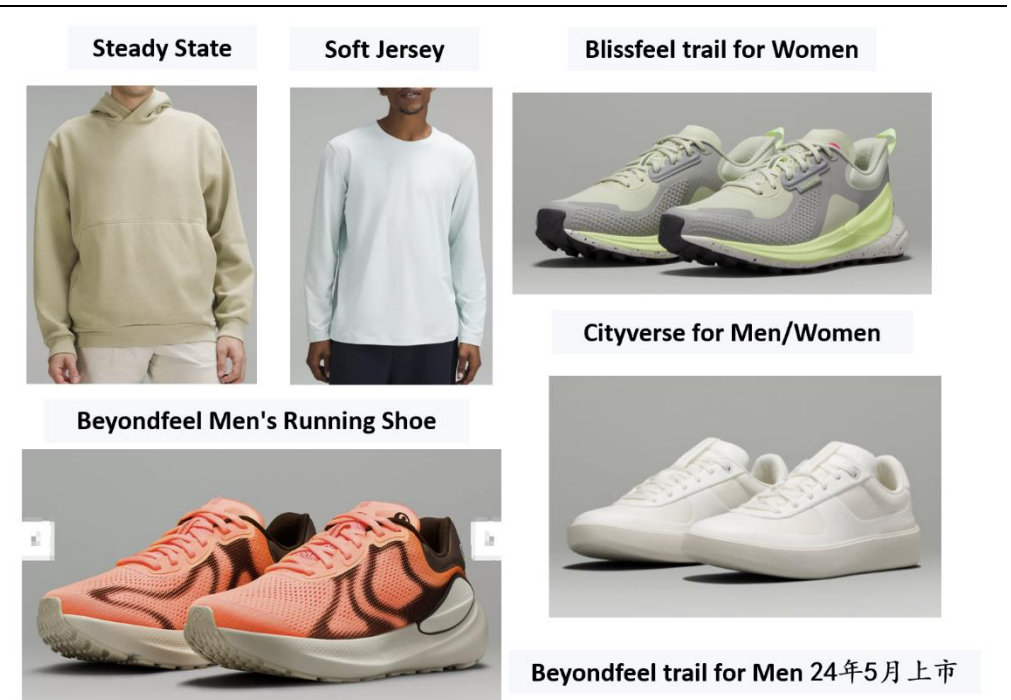 Steady State
Soft Jersey
Blissfeel trail for Women
Cityverse for Men/Women
Beyondfeel Men's Running Shoe
Beyondfeel trail for Men 24年5月上市